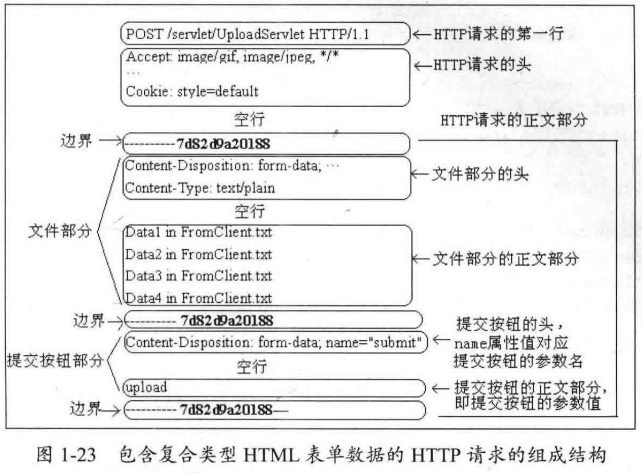 POST /servlet/UploadServlet HTTP/1.1
HTTP请求的第一行
Accept: image/gif, image/jpeg, */*
...
Cookie: style=default
HTTP请求的头
空行
HTTP请求的正文部分
边界
----------7d82d9a20188
Content-Disposition: form-data; ...
Content-Type: text/plain
文件部分的头
空行
文件部分
Data1 in FromClient.txt
Data2 in FromClient.txt
Data3 in FromClient.txt
Data4 in FromClient.txt
文件部分的正文部分
边界
---------- 7d82d9a20188
提交按钮部分
Content-Disposition: form-data; name="submit"
提交按钮的头，
name属性值对应
提交按钮的参数名
空行
upload
提交按钮的正文部分，
即提交按钮的参数值
边界
---------- 7d82d9a20188—
图 1-23 包含复合类型 HTML 表单数据的 HTTP 请求的组成结构